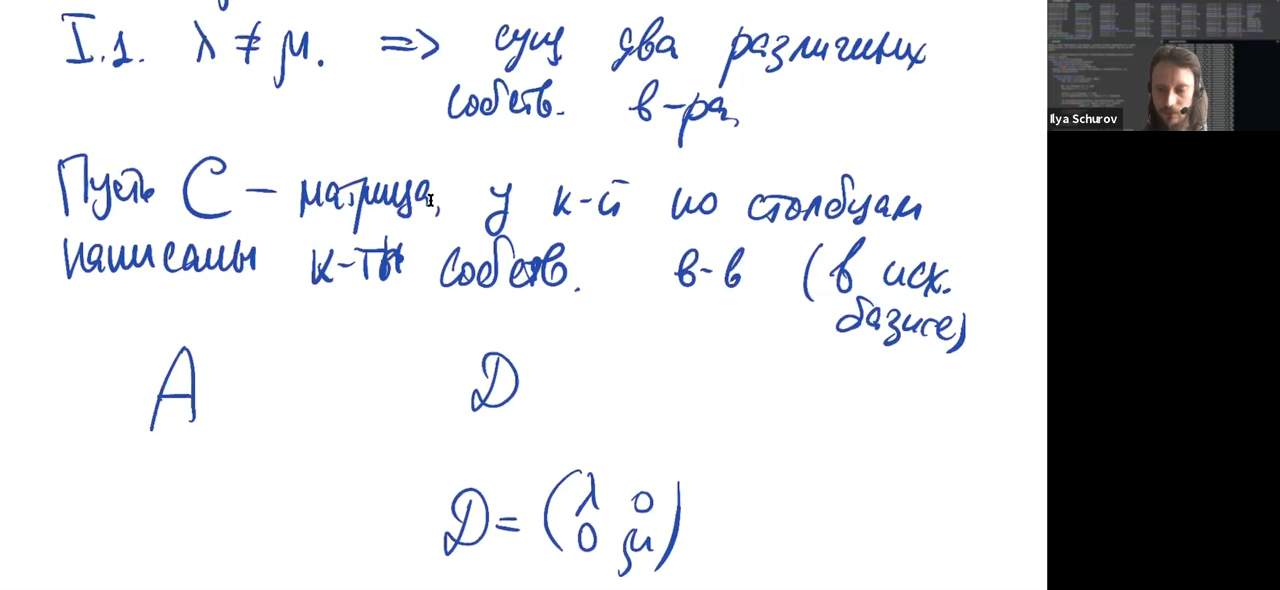 I.1. λ ≠ μ. => сущ два различных
собств. в-ра,
Пусть C – матрица, у к-й по столбцам
написаны к-ты собств. в-в (в исх.
базисе)
A D
D = (λ 0
0 μ)
Ilya Schurov